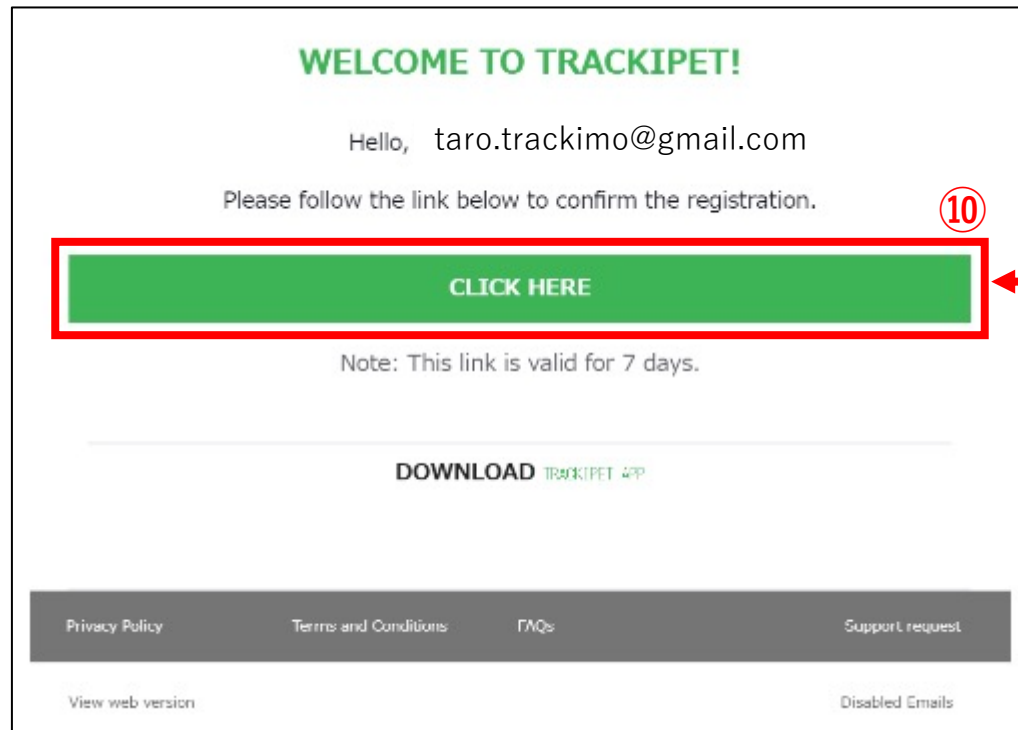 WELCOME TO TRACKIPET!
Hello, taro.trackimo@gmail.com
Please follow the link below to confirm the registration.
⑩
CLICK HERE
Note: This link is valid for 7 days.
DOWNLOAD TRACKIPET APP
Privacy Policy Terms and Conditions FAQs Support request
View web version Disabled Emails